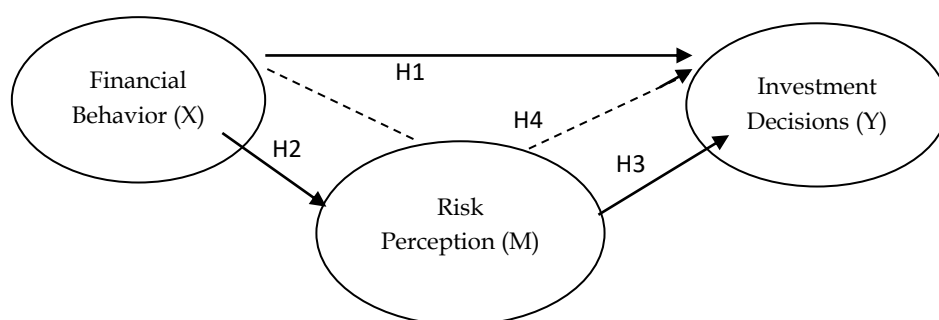 Financial
Behavior (X)
H1
Investment
Decisions (Y)
H4
H2
H3
Risk
Perception (M)